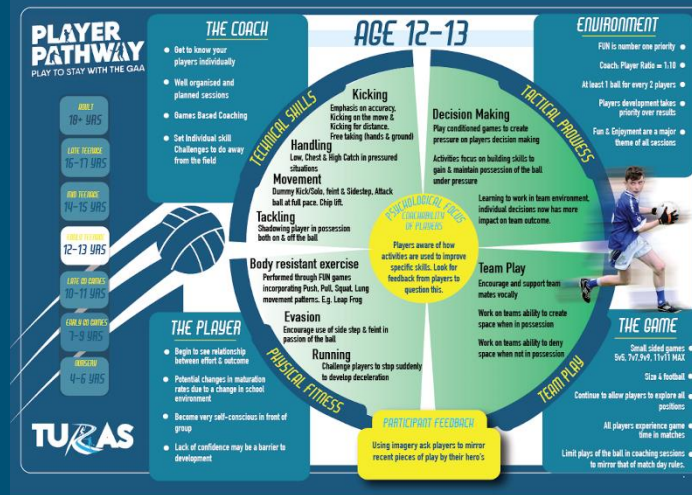 PLAYER
PATHWAY
PLAY TO STAY WITH THE GAA
ADULT
18+ YRS
LATE TEENAGE
16-17 YRS
MID TEENAGE
14-15 YRS
12-13 YRS
LATE GO GAMES
10-11 YRS
EARLY GO GAMES
7-9 YRS
NURSERY
4-6 YRS
TURAS
THE COACH
Get to know your
players individually
Well organised and
planned sessions
Games Based Coaching
Set Individual skill
Challenges to do away
from the field
AGE 12-13
TECHNICAL SKILLS
Kicking
Emphasis on accuracy,
Kicking on the move &
Kicking for distance.
Free taking (hands & ground)
Handling
Low, Chest & High Catch in pressured
situations
Movement
Dummy Kick/Solo, feint & Sidestep, Attack
ball at full pace. Chip lift.
Tackling
Shadowing player in possession
both on & off the ball
TACTICAL PROWESS
Decision Making
Play conditioned games to create
pressure on players decision making
Activities focus on building skills to
gain & maintain possession of the ball
under pressure
Learning to work in team environment.
individual decisions now has more
impact on team outcome.
PSYCHOLOGICAL FOCUS
COACHABILITY
OF PLAYERS
Players aware of how
activities are used to improve
specific skills. Look for
feedback from players to
question this.
PHYSICAL FITNESS
Body resistant exercise
Performed through FUN games
incorporating Push, Pull, Squat, Lung
movement patterns. E.g. Leap Frog
Evasion
Encourage use of side step & feint in
passion of the ball
Running
Challenge players to stop suddenly
to develop deceleration
TEAM PLAY
Team Play
Encourage and support team
mates vocally
Work on teams ability to create
space when in possession
Work on teams ability to deny
space when not in possession
THE PLAYER
Begin to see relationship
between effort & outcome
Potential changes in maturation
rates due to a change in school
environment
Become very self-conscious in front of
group
Lack of confidence may be a barrier to
development
PARTICIPANT FEEDBACK
Using imagery ask players to mirror
recent pieces of play by their hero's
ENVIRONMENT
FUN is number one priority
Coach: Player Ratio = 1:10
At least 1 ball for every 2 players
Players development takes
priority over results
Fun & Enjoyment are a major
theme of all sessions
THE GAME
Small sided games
5v5, 7v7,9v9, 11v11 MAX
Size 4 football
Continue to allow players to explore all
positions
All players experience game
time in matches
Limit plays of the ball in coaching sessions
to mirror that of match day rules.